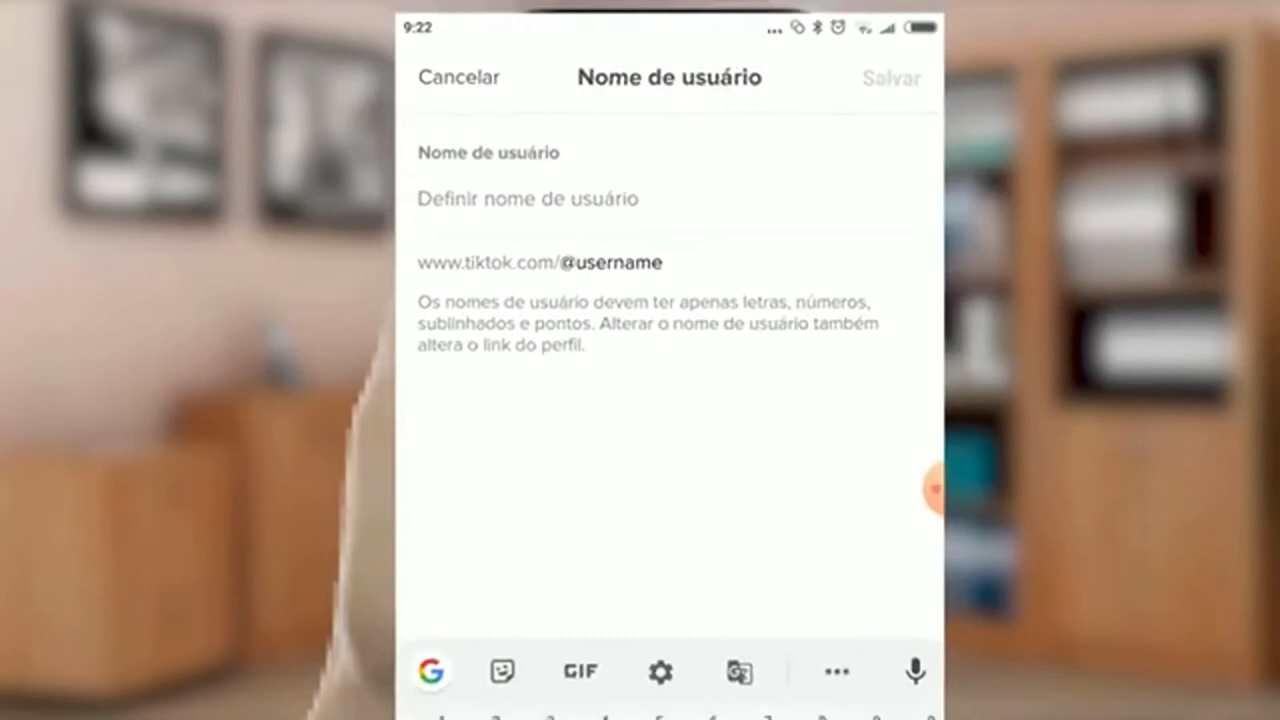 9:22
Cancelar Nome de usuário Salvar
Nome de usuário
Definir nome de usuário
www.tiktok.com/@username
Os nomes de usuário devem ter apenas letras, números,
sublinhados e pontos. Alterar o nome de usuário também
altera o link do perfil.
GIF